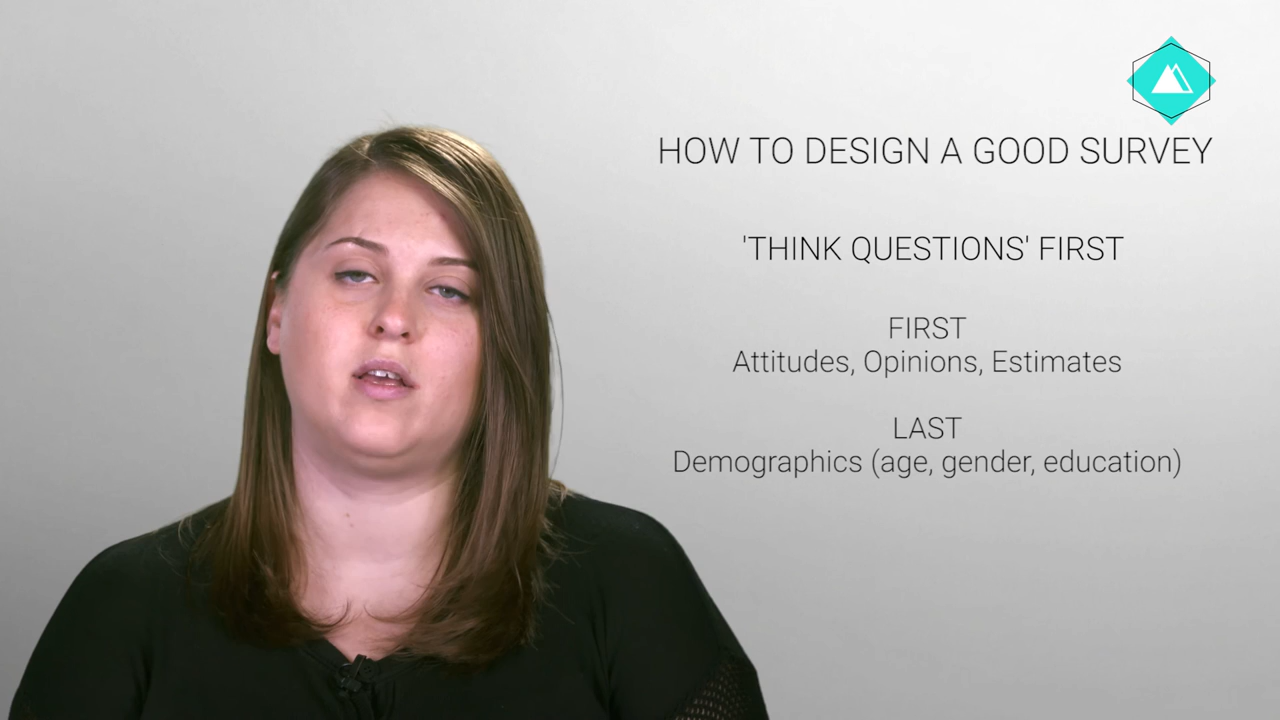 HOW TO DESIGN A GOOD SURVEY
'THINK QUESTIONS' FIRST
FIRST
Attitudes, Opinions, Estimates
LAST
Demographics (age, gender, education)